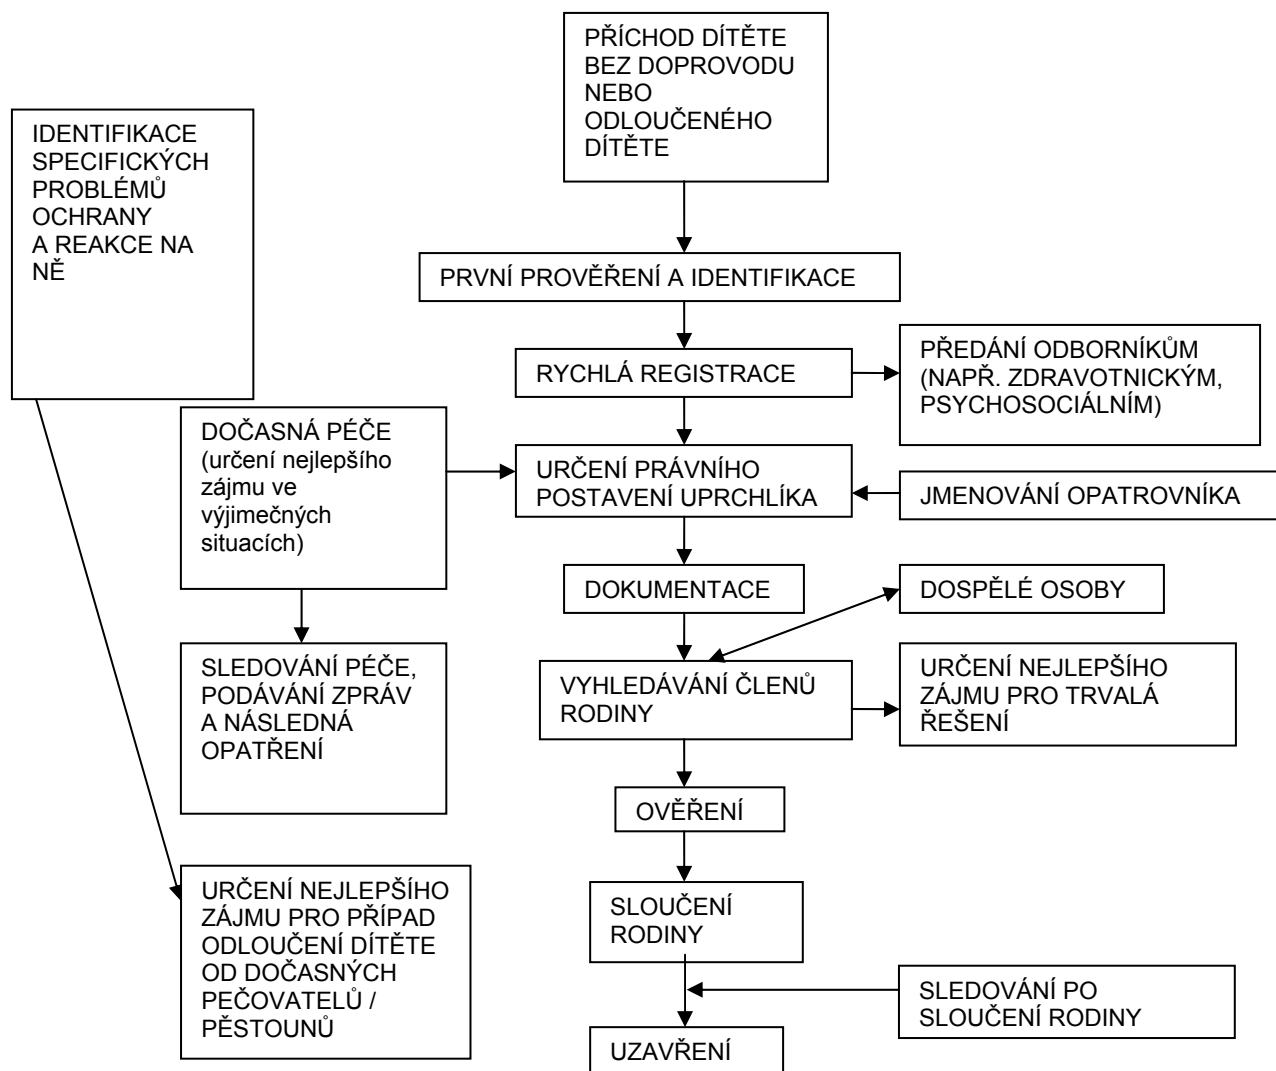 PŘÍCHOD DÍTĚTE
BEZ DOPROVODU
NEBO
ODLOUČENÉHO
DÍTĚTE
IDENTIFIKACE
SPECIFICKÝCH
PROBLÉMŮ
OCHRANY
A REAKCE NA
NĚ
PRVNÍ PROVĚŘENÍ A IDENTIFIKACE
RYCHLÁ REGISTRACE
PŘEDÁNÍ ODBORNÍKŮM
(NAPŘ. ZDRAVOTNICKÝM,
PSYCHOSOCIÁLNÍM)
DOČASNÁ PÉČE
(určení nejlepšího
zájmu ve
výjimečných
situacích)
URČENÍ PRÁVNÍHO
POSTAVENÍ UPRCHLÍKA
JMENOVÁNÍ OPATROVNÍKA
DOKUMENTACE
DOSPĚLÉ OSOBY
SLEDOVÁNÍ PÉČE,
PODÁVÁNÍ ZPRÁV
A NÁSLEDNÁ
OPATŘENÍ
VYHLEDÁVÁNÍ ČLENŮ
RODINY
URČENÍ NEJLEPŠÍHO
ZÁJMU PRO TRVALÁ
ŘEŠENÍ
OVĚŘENÍ
URČENÍ NEJLEPŠÍHO
ZÁJMU PRO PŘÍPAD
ODLOUČENÍ DÍTĚTE
OD DOČASNÝCH
PEČOVATELŮ /
PĚSTOUNŮ
SLOUČENÍ
RODINY
SLEDOVÁNÍ PO
SLOUČENÍ RODINY
UZAVŘENÍ